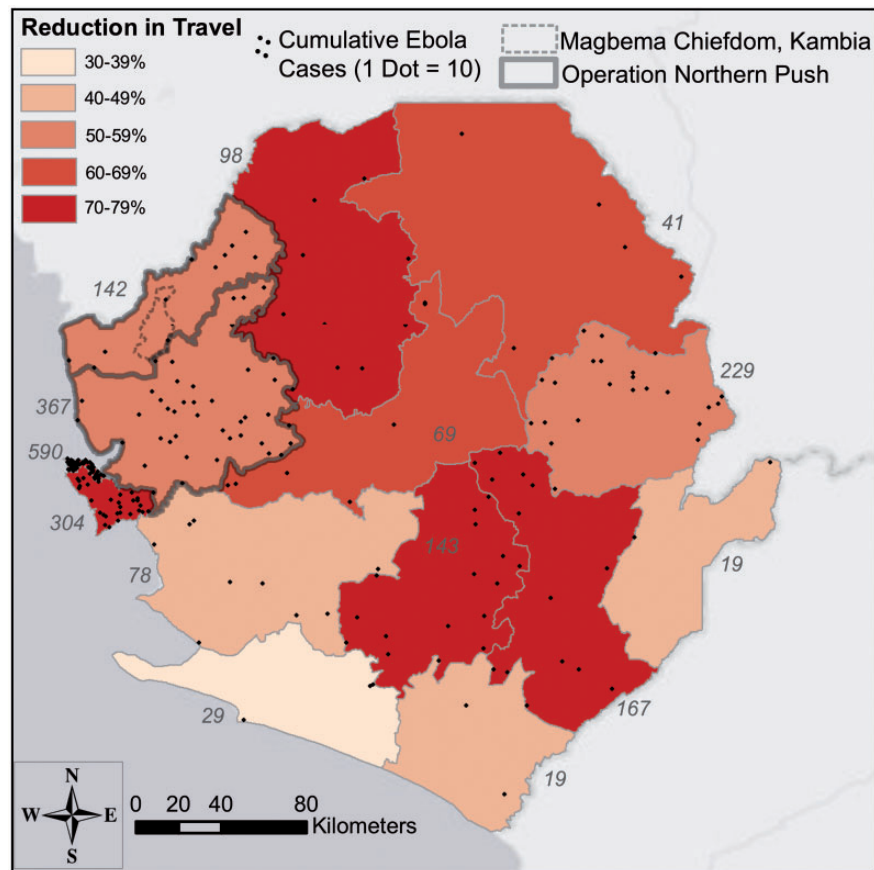 Reduction in Travel
30-39%
40-49%
50-59%
60-69%
70-79%
Cumulative Ebola
Cases (1 Dot = 10)
Magbema Chiefdom, Kambia
Operation Northern Push
98
41
142
229
367
69
590
304
143
19
78
167
29
19
N
W E
S
0 20 40 80
Kilometers